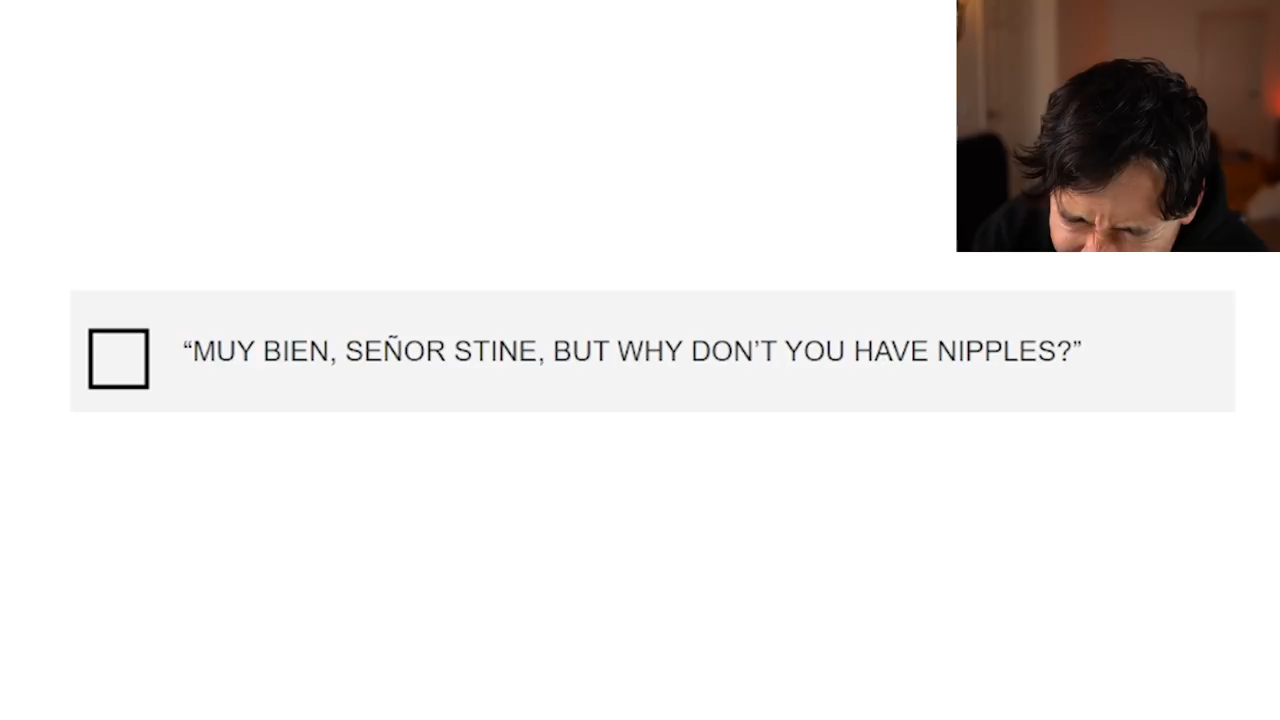 “MUY BIEN, SEÑOR STINE, BUT WHY DON’T YOU HAVE NIPPLES?”